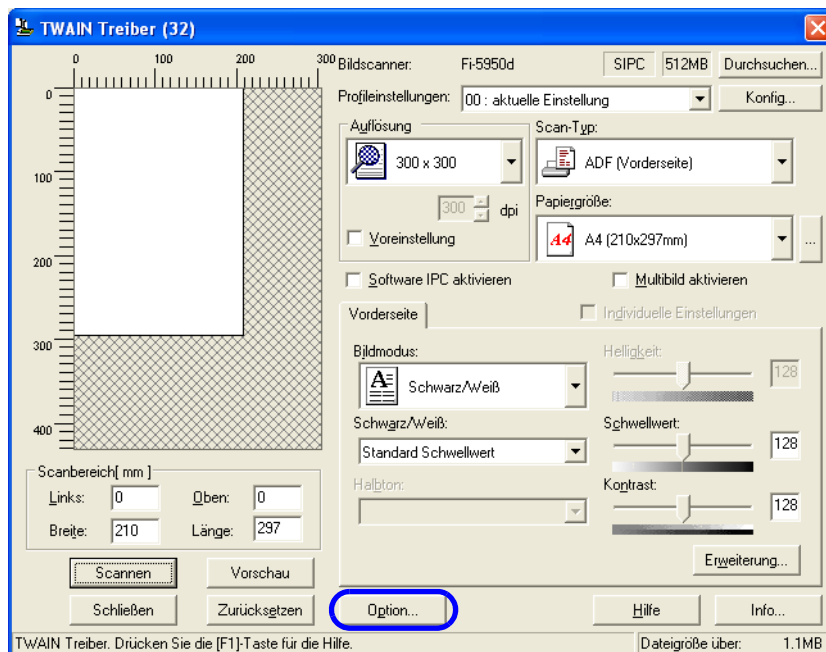 TWAIN Treiber (32)
0 100 200 300
0
100
200
300
400
Bildscanner: Fi-5950d SIPC 512MB Durchsuchen...
Profileinstellungen: 00 : aktuelle Einstellung Konfig...
Auflösung
300 x 300
300 dpi
Voreinstellung
Scan-Typ:
ADF (Vorderseite)
Papiergröße:
A4 A4 (210x297mm) ...
Software IPC aktivieren
Multibild aktivieren
Vorderseite
Individuelle Einstellungen
Bildmodus:
A Schwarz/Weiß
Schwarz/Weiß:
Standard Schwellwert
Halbton:
Helligkeit:
128
Schwellwert:
128
Kontrast:
128
Erweiterung...
Scanbereich[ mm ]
Links: 0 Oben: 0
Breite: 210 Länge: 297
Scannen Vorschau
Schließen Zurücksetzen Option... Hilfe Info...
TWAIN Treiber. Drücken Sie die [F1]-Taste für die Hilfe. Dateigröße über: 1.1MB